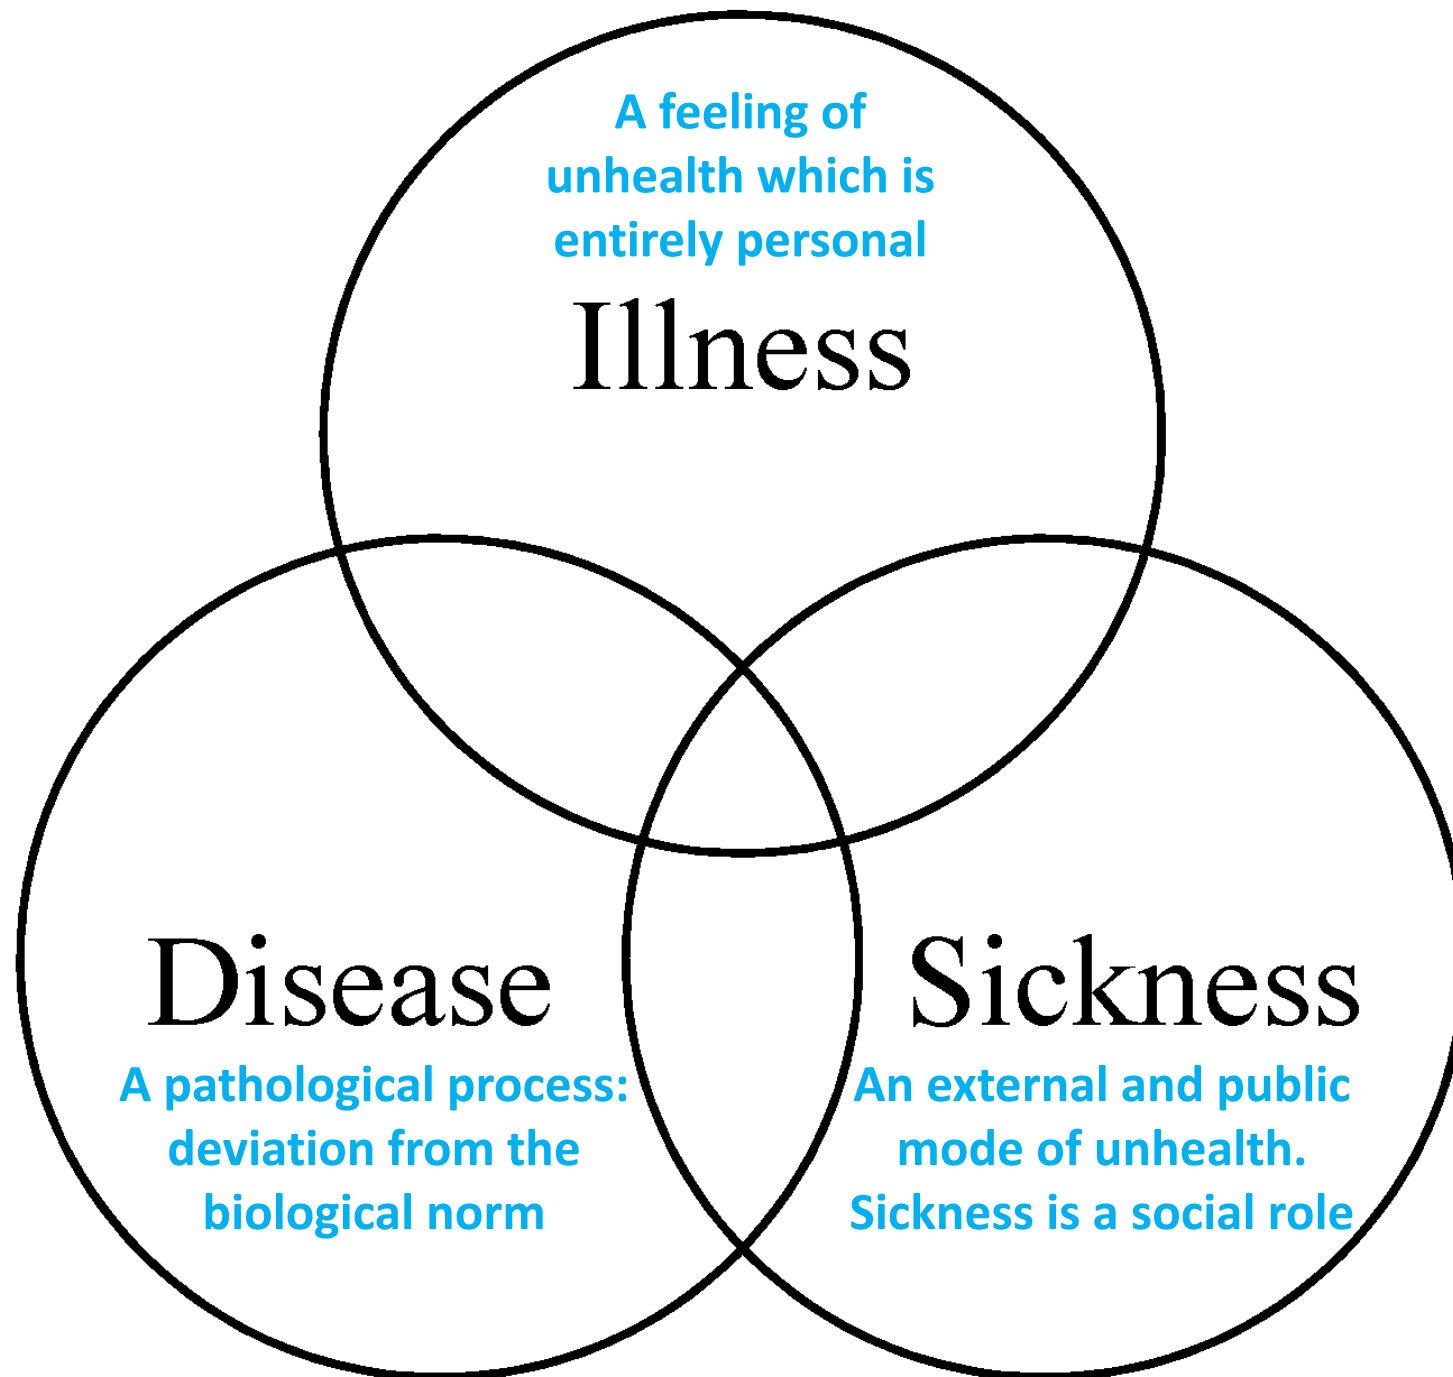 A feeling of
unhealth which is
entirely personal
Illness
Disease
A pathological process:
deviation from the
biological norm
Sickness
An external and public
mode of unhealth.
Sickness is a social role